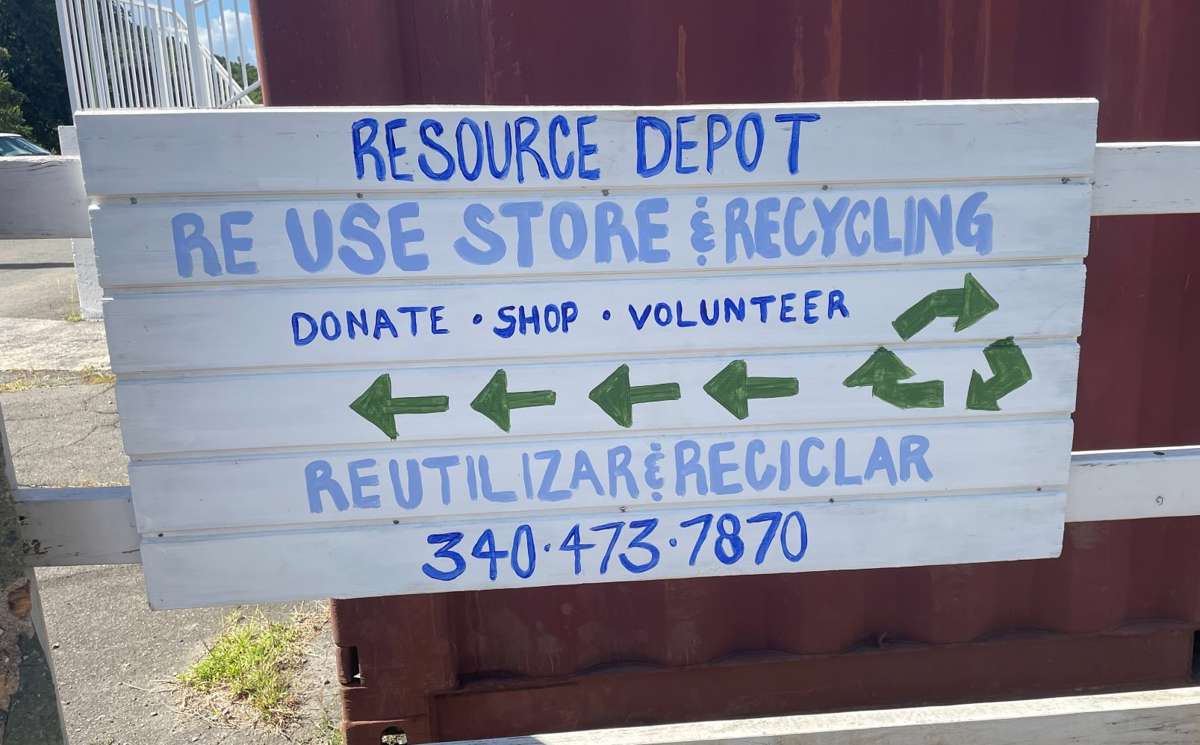 RESOURCE DEPOT
RE USE STORE & RECYCLING
DONATE · SHOP · VOLUNTEER
REUTILIZAR & RECICLAR
340·473·7870